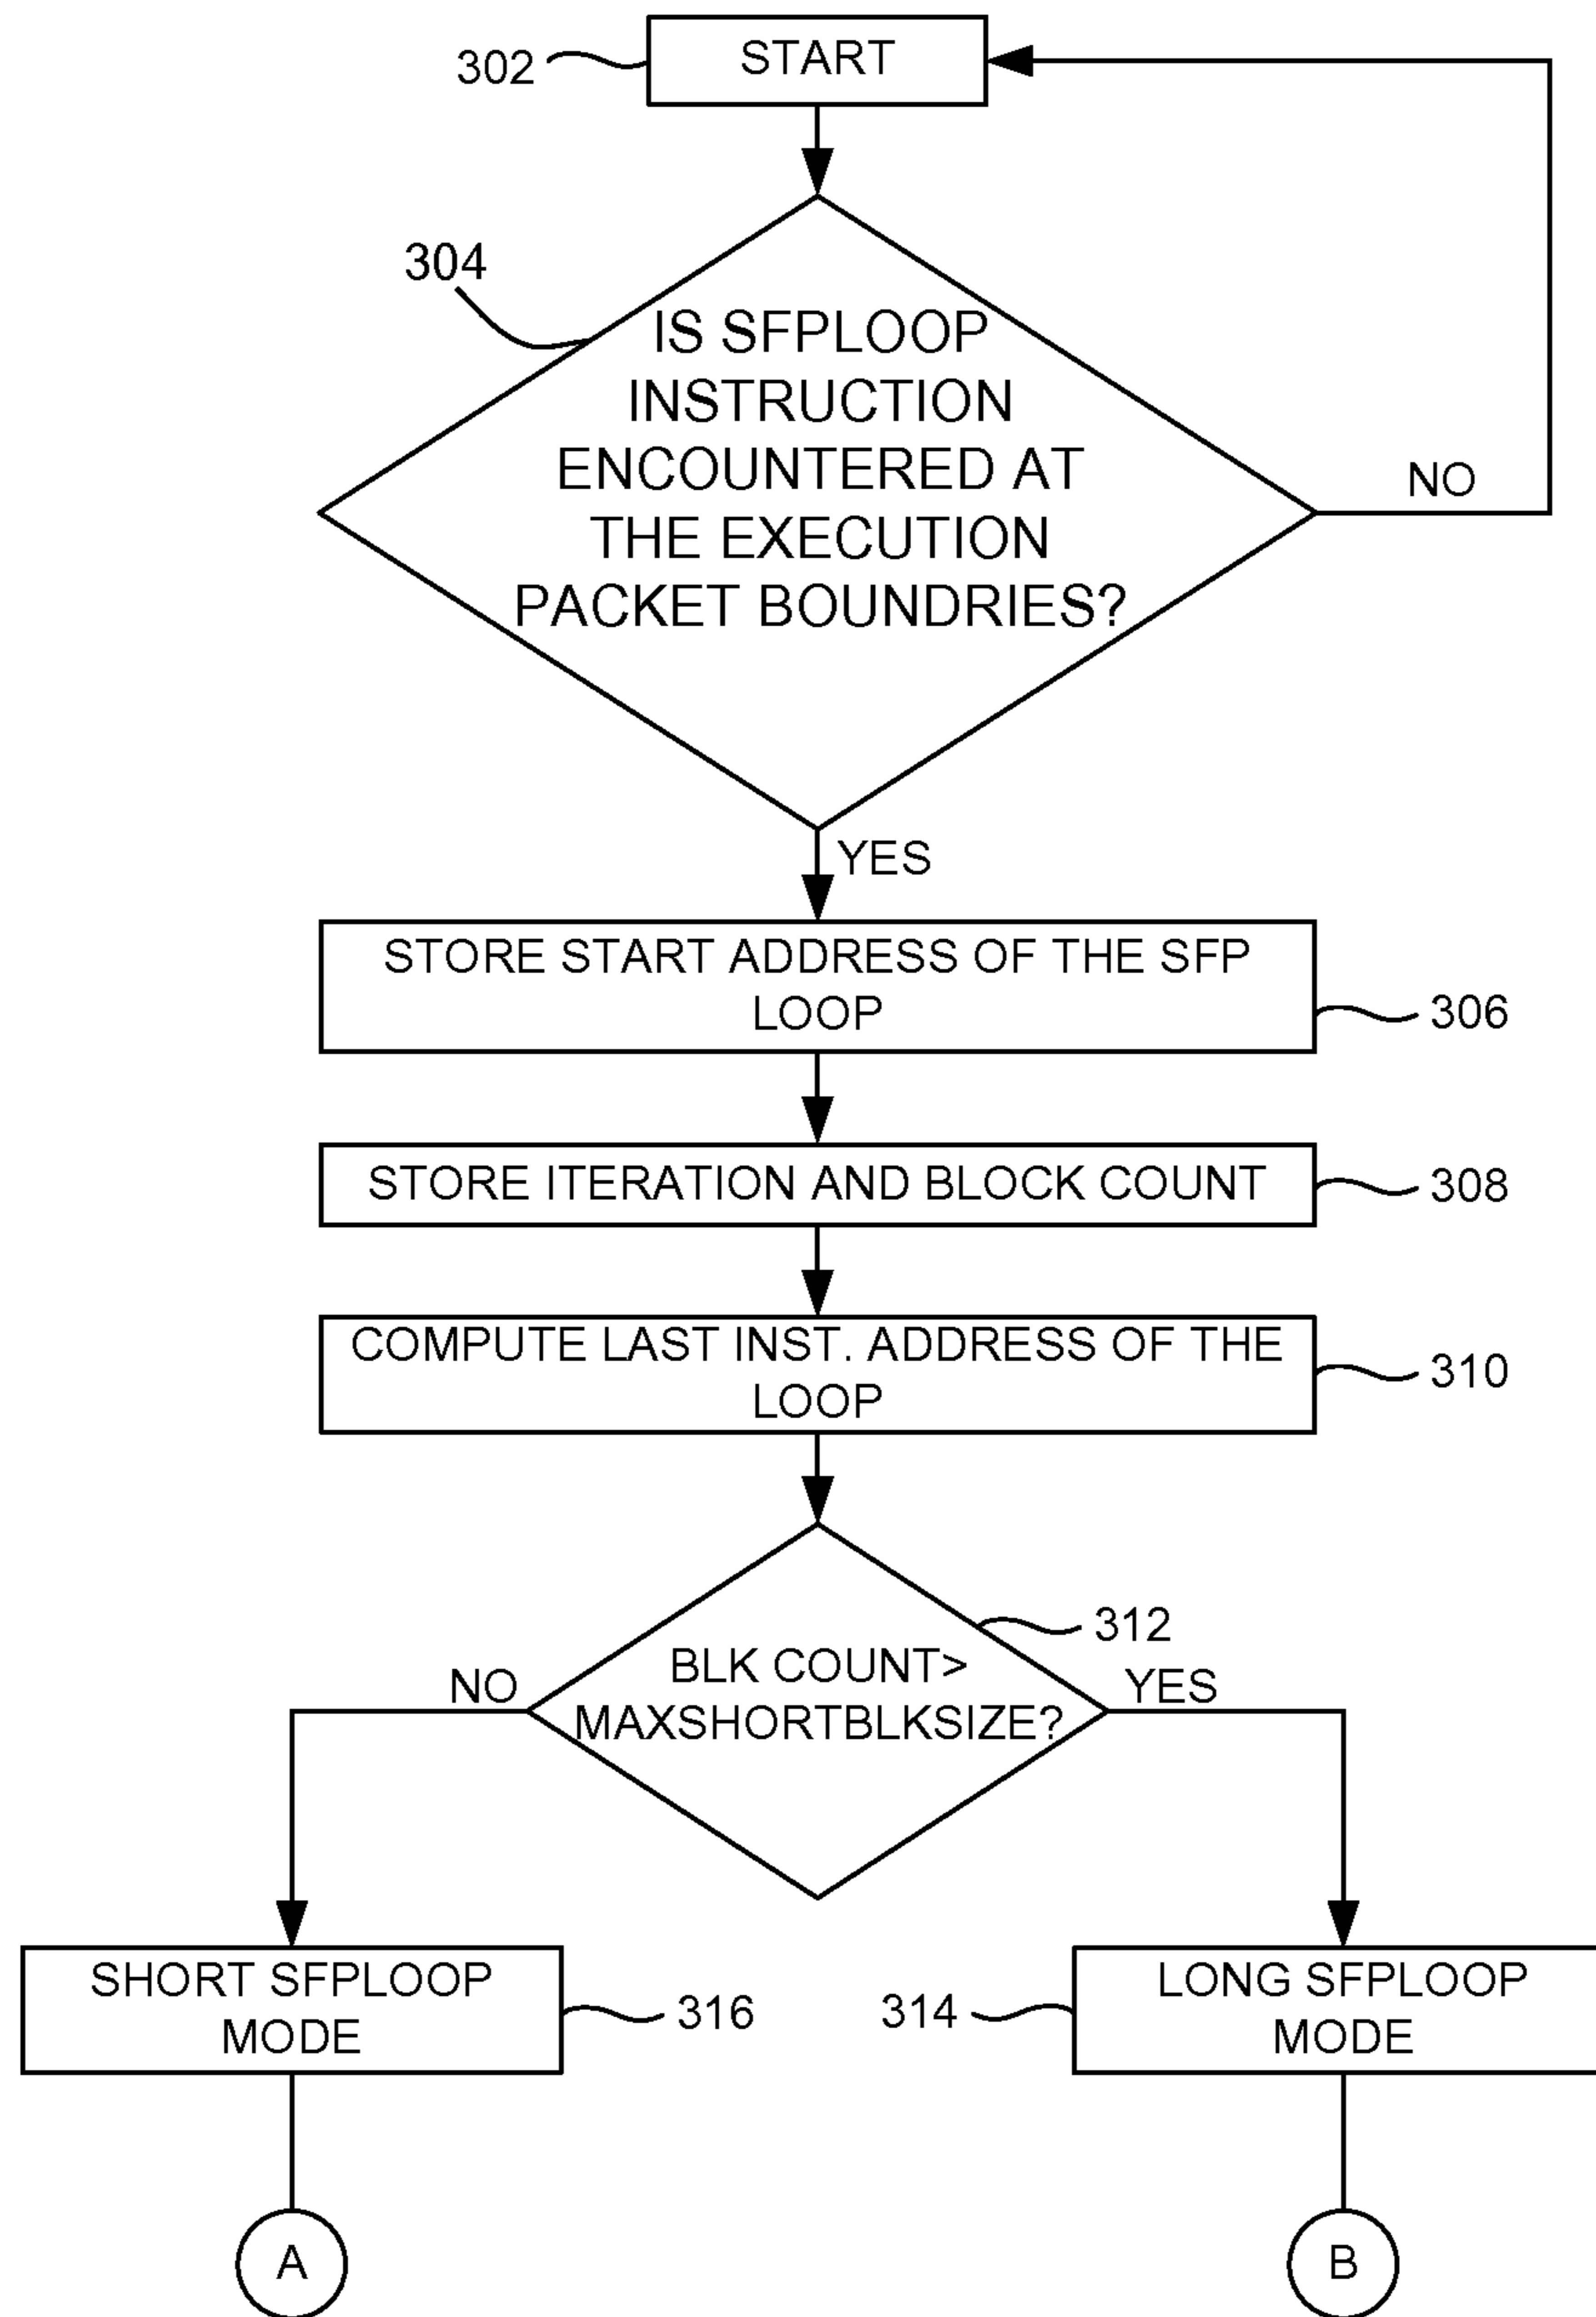 START
302
304
IS SFPLOOP
INSTRUCTION
ENCOUNTERED AT
THE EXECUTION
PACKET BOUNDRIES?
NO
YES
STORE START ADDRESS OF THE SFP
LOOP
306
STORE ITERATION AND BLOCK COUNT
308
COMPUTE LAST INST. ADDRESS OF THE
LOOP
310
312
BLK COUNT>
MAXSHORTBLKSIZE?
NO
YES
SHORT SFPLOOP
MODE
316
314
LONG SFPLOOP
MODE
A
B